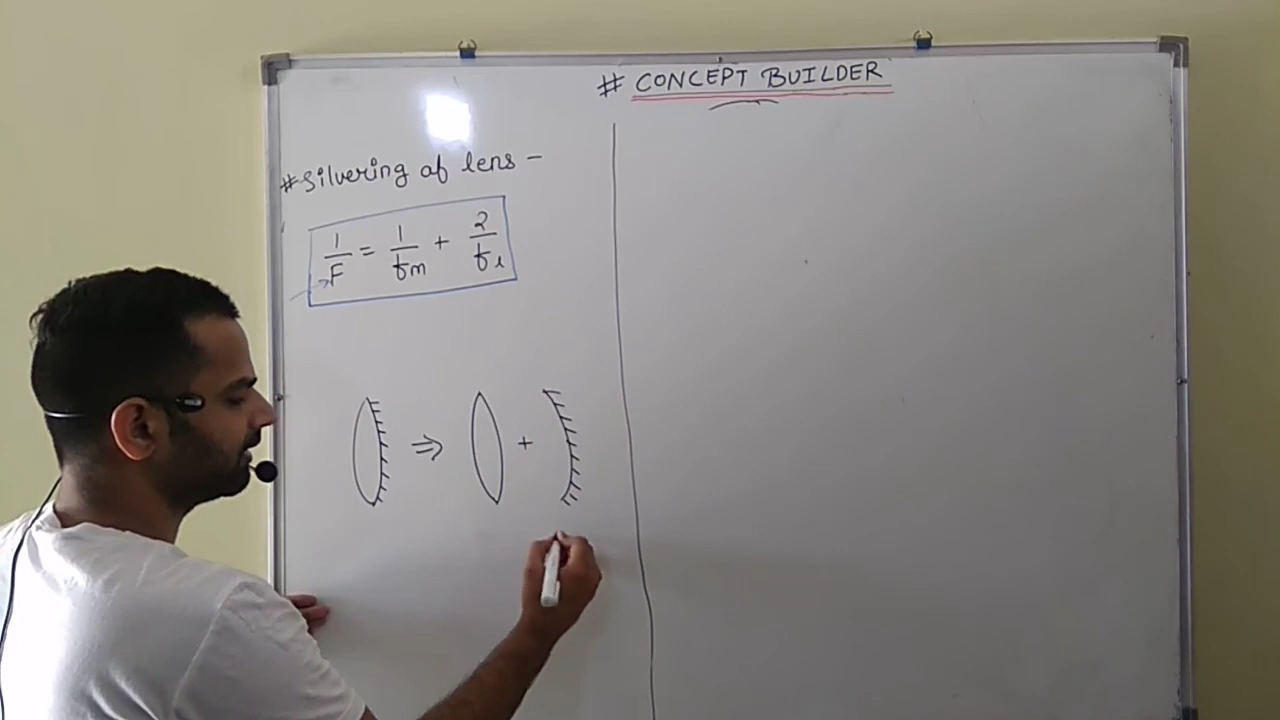 # CONCEPT BUILDER
# Silvering of lens -
1/F = 1/fm + 2/fl
⇒ +